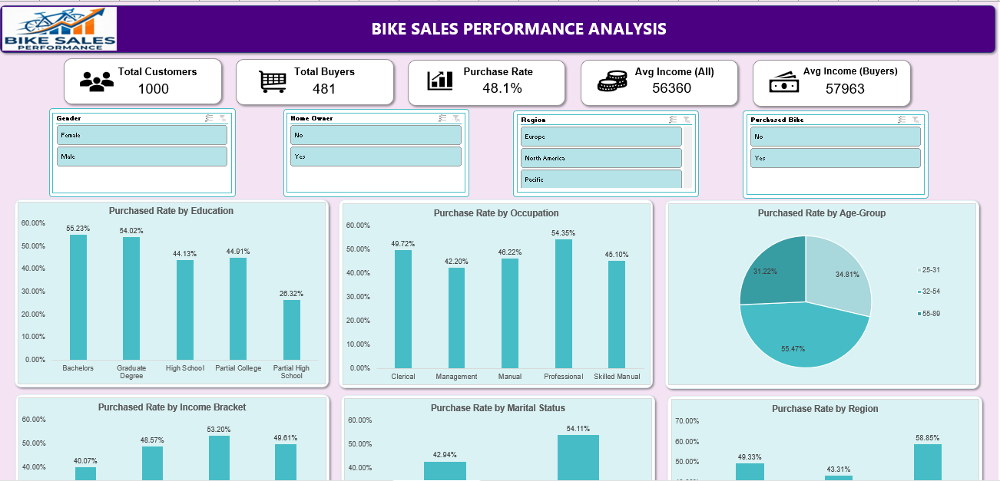 BIKE SALES
PERFORMANCE
BIKE SALES PERFORMANCE ANALYSIS
Total Customers
1000
Total Buyers
481
Purchase Rate
48.1%
Avg Income (All)
56360
Avg Income (Buyers)
57963
Gender
Female
Male
Home Owner
No
Yes
Region
Europe
North America
Pacific
Purchased Bike
No
Yes
Purchased Rate by Education
60.00%
50.00%
40.00%
30.00%
20.00%
10.00%
0.00%
55.23%
54.02%
44.13%
44.91%
26.32%
Bachelors
Graduate
Degree
High School
Partial College
Partial High
School
Purchase Rate by Occupation
60.00%
50.00%
40.00%
30.00%
20.00%
10.00%
0.00%
49.72%
42.20%
46.22%
54.35%
45.10%
Clerical
Management
Manual
Professional
Skilled Manual
Purchased Rate by Age-Group
31.22%
34.81%
55.47%
25-31
32-54
55-89
Purchased Rate by Income Bracket
60.00%
50.00%
40.00%
40.07%
48.57%
53.20%
49.61%
Purchase Rate by Marital Status
60.00%
50.00%
40.00%
42.94%
54.11%
Purchase Rate by Region
70.00%
60.00%
50.00%
49.33%
43.31%
58.85%